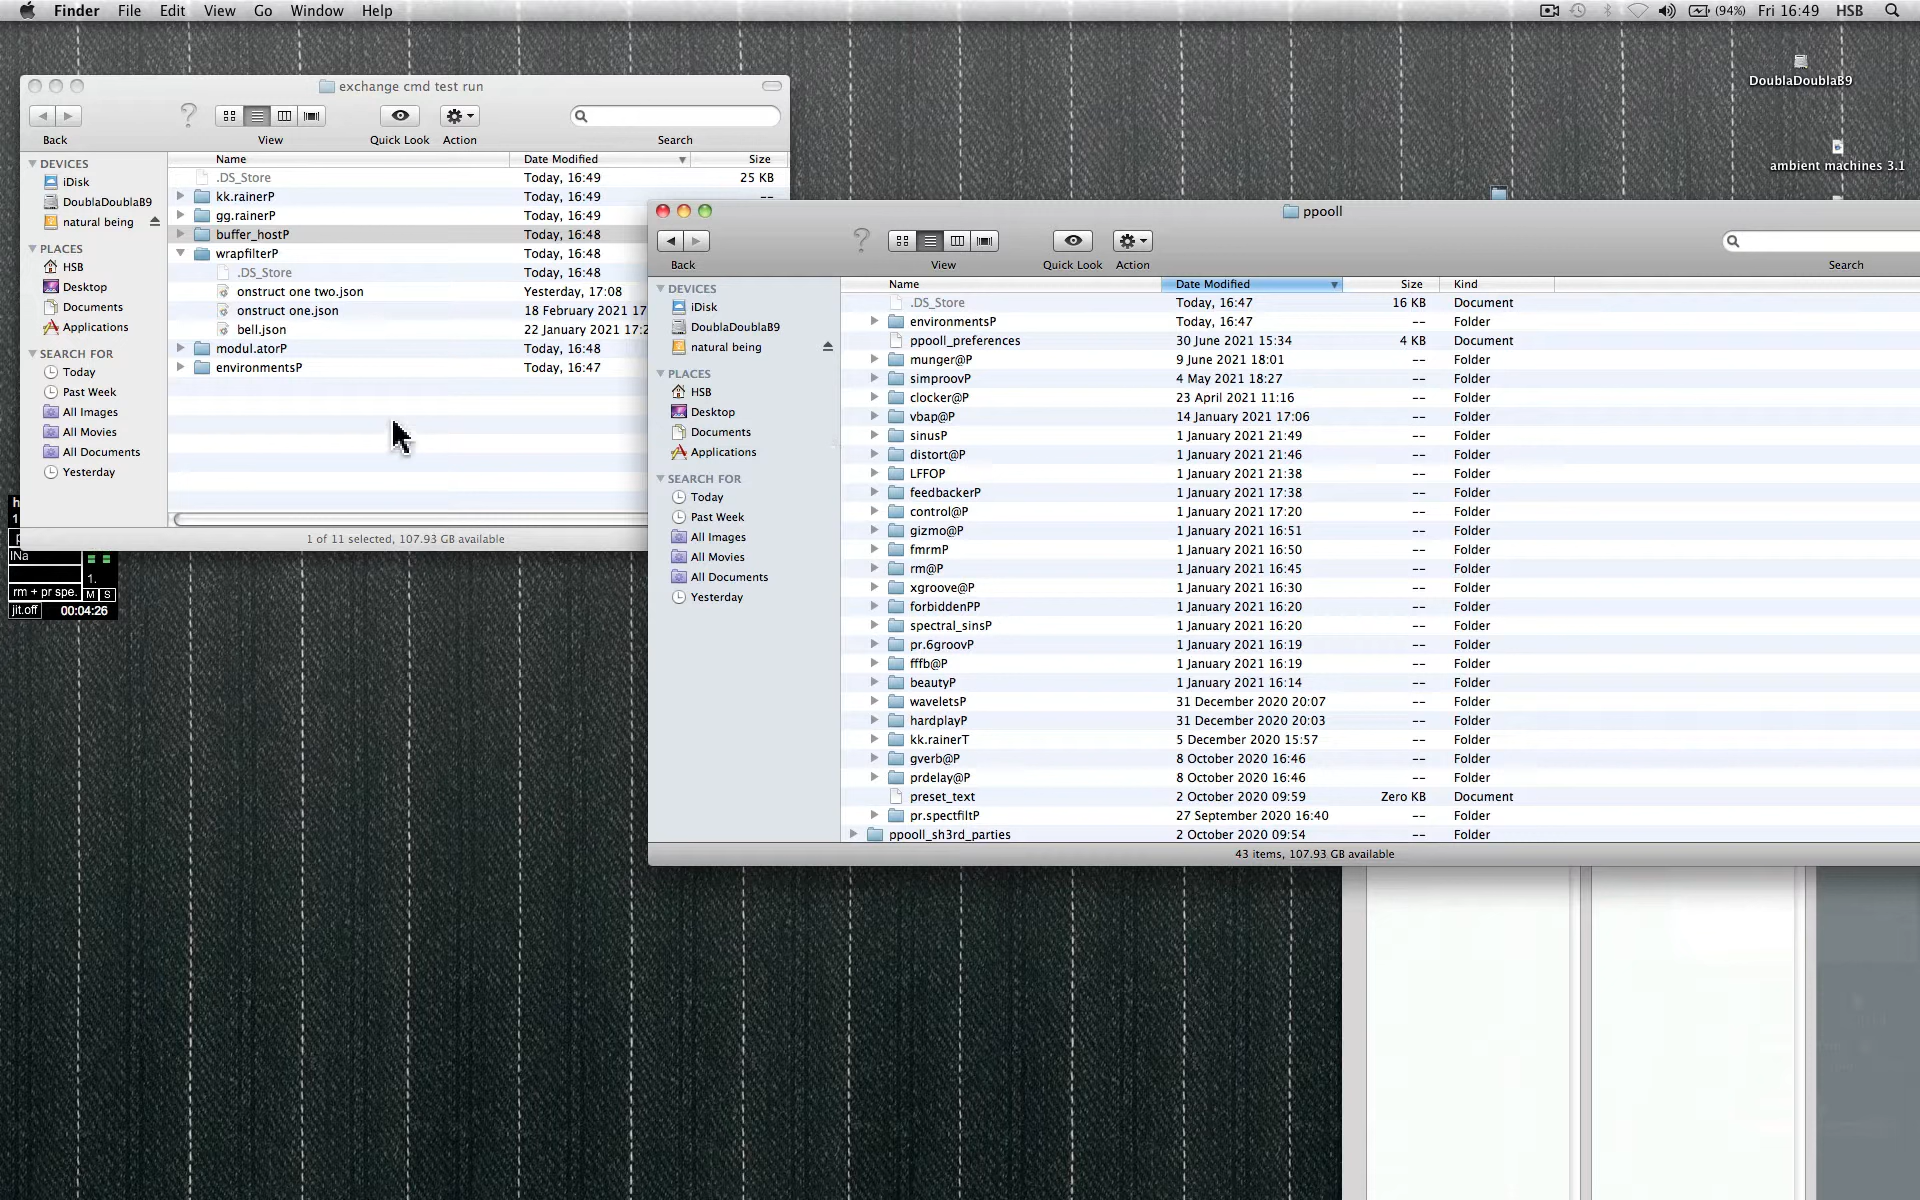 Finder File Edit View Go Window Help (94%) Fri 16:49 HSB
DoublaDoublaB9
ambient machines 3.1
exchange cmd test run
Back View Quick Look Action Search
Name Date Modified Size
DEVICES
iDisk
DoublaDoublaB9
natural being
PLACES
HSB
Desktop
Documents
Applications
SEARCH FOR
Today
Past Week
All Images
All Movies
All Documents
Yesterday
.DS_Store Today, 16:49 25 KB
kk.rainerP Today, 16:49 --
gg.rainerP Today, 16:49
buffer_hostP Today, 16:48
wrapfilterP Today, 16:48
.DS_Store Today, 16:48
onstruct one two.json Yesterday, 17:08
onstruct one.json 18 February 2021 17
bell.json 22 January 2021 17:2
modul.atorP Today, 16:48
environmentsP Today, 16:47
1 of 11 selected, 107.93 GB available
INa
1.
rm + pr spe. M S
jit.off 00:04:26
ppooll
Back View Quick Look Action Search
Name Date Modified Size Kind
DEVICES
iDisk
DoublaDoublaB9
natural being
PLACES
HSB
Desktop
Documents
Applications
SEARCH FOR
Today
Past Week
All Images
All Movies
All Documents
Yesterday
.DS_Store Today, 16:47 16 KB Document
environmentsP Today, 16:47 -- Folder
ppooll_preferences 30 June 2021 15:34 4 KB Document
munger@P 9 June 2021 18:01 -- Folder
simproovP 4 May 2021 18:27 -- Folder
clocker@P 23 April 2021 11:16 -- Folder
vbap@P 14 January 2021 17:06 -- Folder
sinusP 1 January 2021 21:49 -- Folder
distort@P 1 January 2021 21:46 -- Folder
LFFOP 1 January 2021 21:38 -- Folder
feedbackerP 1 January 2021 17:38 -- Folder
control@P 1 January 2021 17:20 -- Folder
gizmo@P 1 January 2021 16:51 -- Folder
fmrmP 1 January 2021 16:50 -- Folder
rm@P 1 January 2021 16:45 -- Folder
xgroove@P 1 January 2021 16:30 -- Folder
forbiddenPP 1 January 2021 16:20 -- Folder
spectral_sinsP 1 January 2021 16:20 -- Folder
pr.6groovP 1 January 2021 16:19 -- Folder
fffb@P 1 January 2021 16:19 -- Folder
beautyP 1 January 2021 16:14 -- Folder
waveletsP 31 December 2020 20:07 -- Folder
hardplayP 31 December 2020 20:03 -- Folder
kk.rainerT 5 December 2020 15:57 -- Folder
gverb@P 8 October 2020 16:46 -- Folder
prdelay@P 8 October 2020 16:46 -- Folder
preset_text 2 October 2020 09:59 Zero KB Document
pr.spectfiltP 27 September 2020 16:40 -- Folder
ppooll_sh3rd_parties 2 October 2020 09:54 -- Folder
43 items, 107.93 GB available